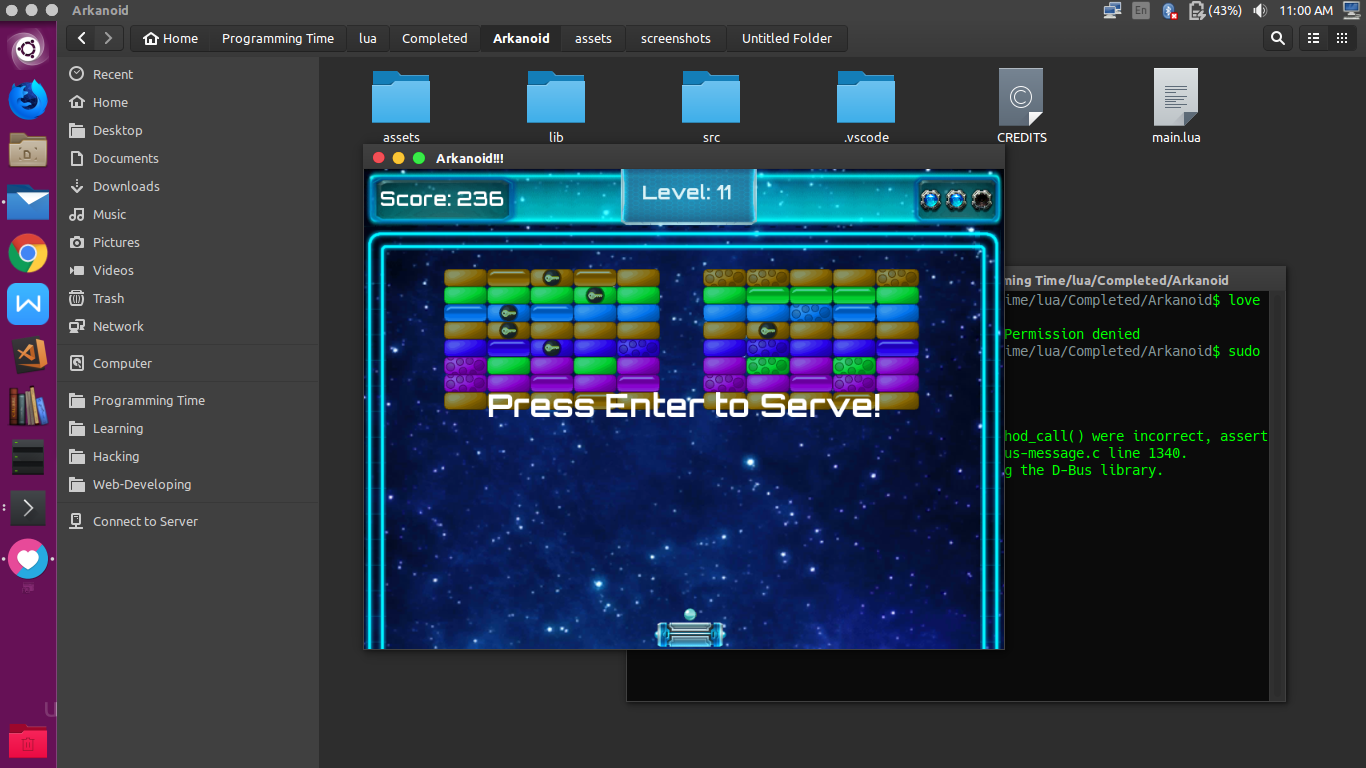 Arkanoid
En
(43%)
11:00 AM
Home
Programming Time
lua
Completed
Arkanoid
assets
screenshots
Untitled Folder
Recent
Home
Desktop
Documents
Downloads
Music
Pictures
Videos
Trash
Network
Computer
Programming Time
Learning
Hacking
Web-Developing
Connect to Server
assets
lib
src
.vscode
CREDITS
main.lua
Arkanoid!!!
Score: 236
Level: 11
Press Enter to Serve!
ming Time/lua/Completed/Arkanoid
ime/lua/Completed/Arkanoid$ love
Permission denied
ime/lua/Completed/Arkanoid$ sudo
hod_call() were incorrect, assert
us-message.c line 1340.
g the D-Bus library.